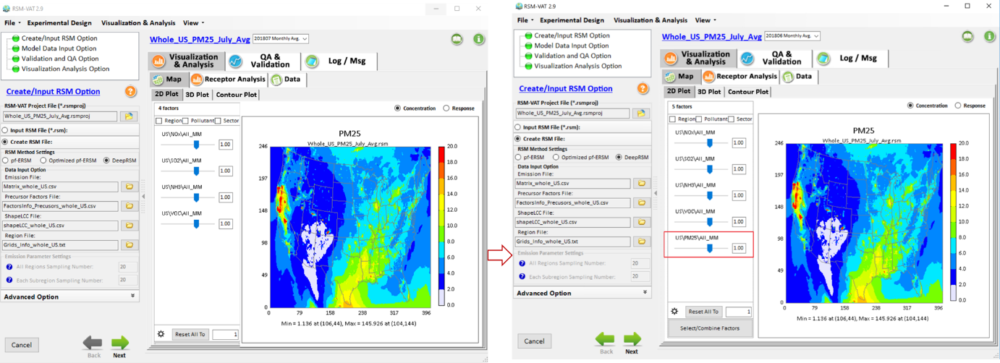 RSM-VAT 2.9
File Experimental Design Visualization & Analysis View
Create/Input RSM Option
Model Data Input Option
Validation and QA Option
Visualization Analysis Option
Create/Input RSM Option
RSM-VAT Project File (*.rsmproj)
Whole_US_PM25_July_Avg.rsmproj
Input RSM File (*.rsm):
Create RSM File:
RSM Method Settings
pf-ERSM Optimized pf-ERSM DeepRSM
Data Input Option
Emission File:
Matrix_whole_US.csv
Precursor Factors File:
FactorsInfo_Precusors_whole_US.csv
ShapeLCC File:
shapeLCC_whole_US.csv
Region File:
Grids_Info_whole_US.txt
Emission Parameter Settings
All Regions Sampling Number: 20
Each Subregion Sampling Number: 20
Advanced Option
Cancel
Back
Next
Whole_US_PM25_July_Avg 201807 Monthly Avg.
Visualization & Analysis
QA & Validation
Log / Msg
Map Receptor Analysis Data
2D Plot 3D Plot Contour Plot
4 factors
Region Pollutant Sector
US\NOx\All_MM
1.00
US\SO2\All_MM
1.00
US\NH3\All_MM
1.00
US\VOC\All_MM
1.00
Reset All To 1
Concentration Response
PM25
Whole_US_PM25_July_Avg.rsm
246
197
148
98
49
0
0 79 158 238 317 396
20.0
18.0
16.0
14.0
12.0
10.0
8.0
6.0
4.0
2.0
0.0
Min = 1.136 at (106,44), Max = 145.926 at (104,144)
RSM-VAT 2.9
File Experimental Design Visualization & Analysis View
Create/Input RSM Option
Model Data Input Option
Validation and QA Option
Visualization Analysis Option
Create/Input RSM Option
RSM-VAT Project File (*.rsmproj)
Whole_US_PM25_July_Avg.rsmproj
Input RSM File (*.rsm):
Create RSM File:
RSM Method Settings
pf-ERSM Optimized pf-ERSM DeepRSM
Data Input Option
Emission File:
Matrix_whole_US.csv
Precursor Factors File:
FactorsInfo_Precusors_whole_US.csv
ShapeLCC File:
shapeLCC_whole_US.csv
Region File:
Grids_Info_whole_US.txt
Emission Parameter Settings
All Regions Sampling Number: 20
Each Subregion Sampling Number: 20
Advanced Option
Cancel
Back
Next
Whole_US_PM25_July_Avg 201806 Monthly Avg.
Visualization & Analysis
QA & Validation
Log / Msg
Map Receptor Analysis Data
2D Plot 3D Plot Contour Plot
5 factors
Region Pollutant Sector
US\NOx\All_MM
1.00
US\SO2\All_MM
1.00
US\NH3\All_MM
1.00
US\VOC\All_MM
1.00
US\PM25\All_MM
1.00
Reset All To 1
Select/Combine Factors
Concentration Response
PM25
Whole_US_PM25_July_Avg.rsm
246
197
148
98
49
0
0 79 158 238 317 396
20.0
18.0
16.0
14.0
12.0
10.0
8.0
6.0
4.0
2.0
0.0
Min = 1.136 at (106,44), Max = 145.926 at (104,144)